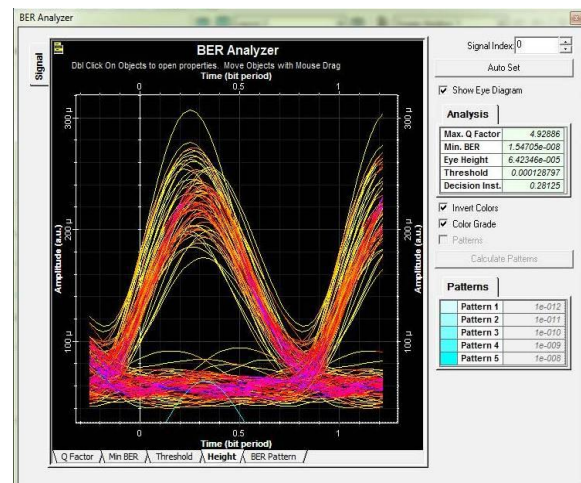 BER Analyzer
Signal Index: 0
Auto Set
Show Eye Diagram
Analysis
Max. Q Factor 4.92886
Min. BER 1.54705e-008
Eye Height 6.42346e-005
Threshold 0.000128797
Decision Inst. 0.28125
Invert Colors
Color Grade
Patterns
Calculate Patterns
Patterns
Pattern 1 1e-012
Pattern 2 1e-011
Pattern 3 1e-010
Pattern 4 1e-009
Pattern 5 1e-008
Signal
BER Analyzer
Dbl Click On Objects to open properties. Move Objects with Mouse Drag
Time (bit period)
0 0.5 1
Amplitude (a.u.)
300 µ
200 µ
100 µ
Amplitude (a.u.)
300 µ
200 µ
100 µ
0 0.5 1
Time (bit period)
Q Factor Min BER Threshold Height BER Pattern